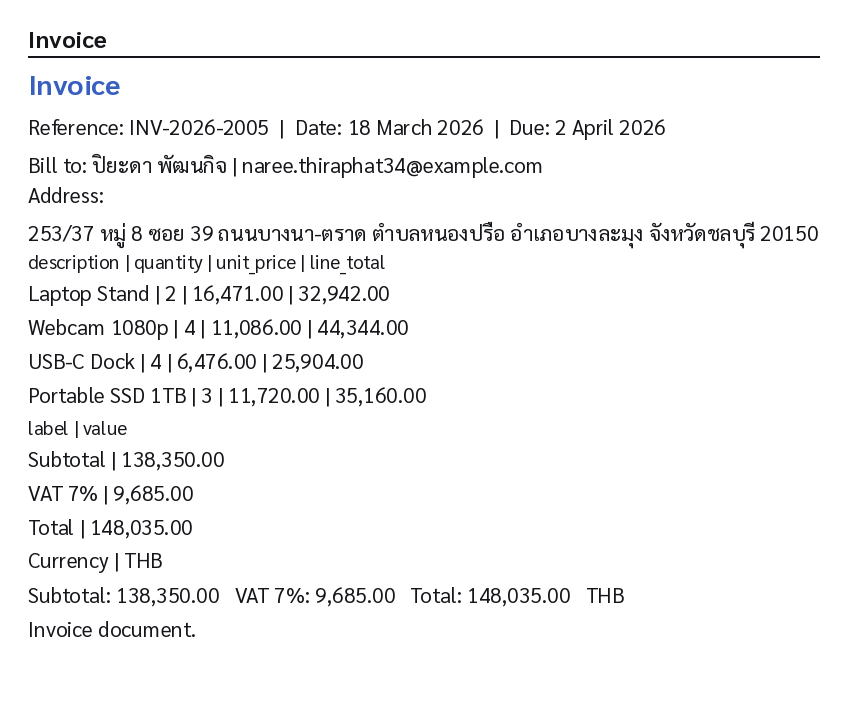 Invoice
Invoice
Reference: INV-2026-2005 | Date: 18 March 2026 | Due: 2 April 2026
Bill to: ปิยะดา พัฒนกิจ | naree.thiraphat34@example.com
Address:
253/37 หมู่ 8 ซอย 39 ถนนบางนา-ตราด ตำบลหนองปรือ อำเภอบางละมุง จังหวัดชลบุรี 20150
description | quantity | unit_price | line_total
Laptop Stand | 2 | 16,471.00 | 32,942.00
Webcam 1080p | 4 | 11,086.00 | 44,344.00
USB-C Dock | 4 | 6,476.00 | 25,904.00
Portable SSD 1TB | 3 | 11,720.00 | 35,160.00
label | value
Subtotal | 138,350.00
VAT 7% | 9,685.00
Total | 148,035.00
Currency | THB
Subtotal: 138,350.00 VAT 7%: 9,685.00 Total: 148,035.00 THB
Invoice document.